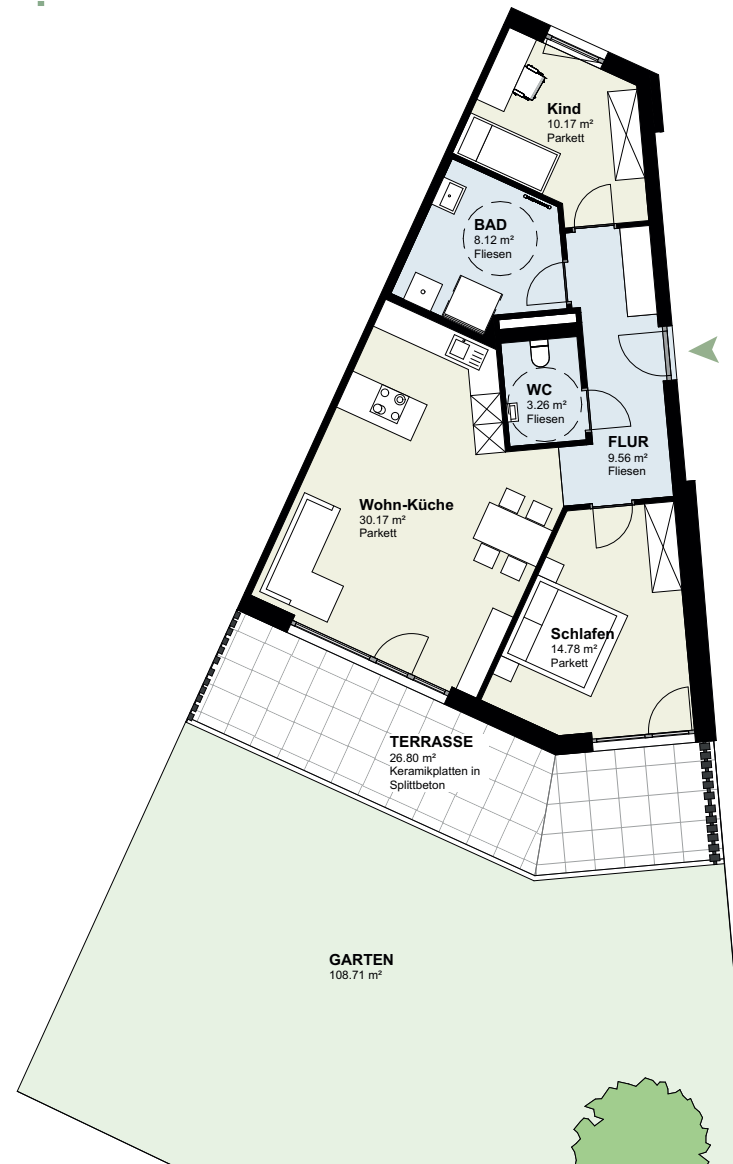 Kind
10.17 m²
Parkett
BAD
8.12 m²
Fliesen
WC
3.26 m²
Fliesen
FLUR
9.56 m²
Fliesen
Wohn-Küche
30.17 m²
Parkett
Schlafen
14.78 m²
Parkett
TERRASSE
26.80 m²
Keramikplatten in
Splittbeton
GARTEN
108.71 m²